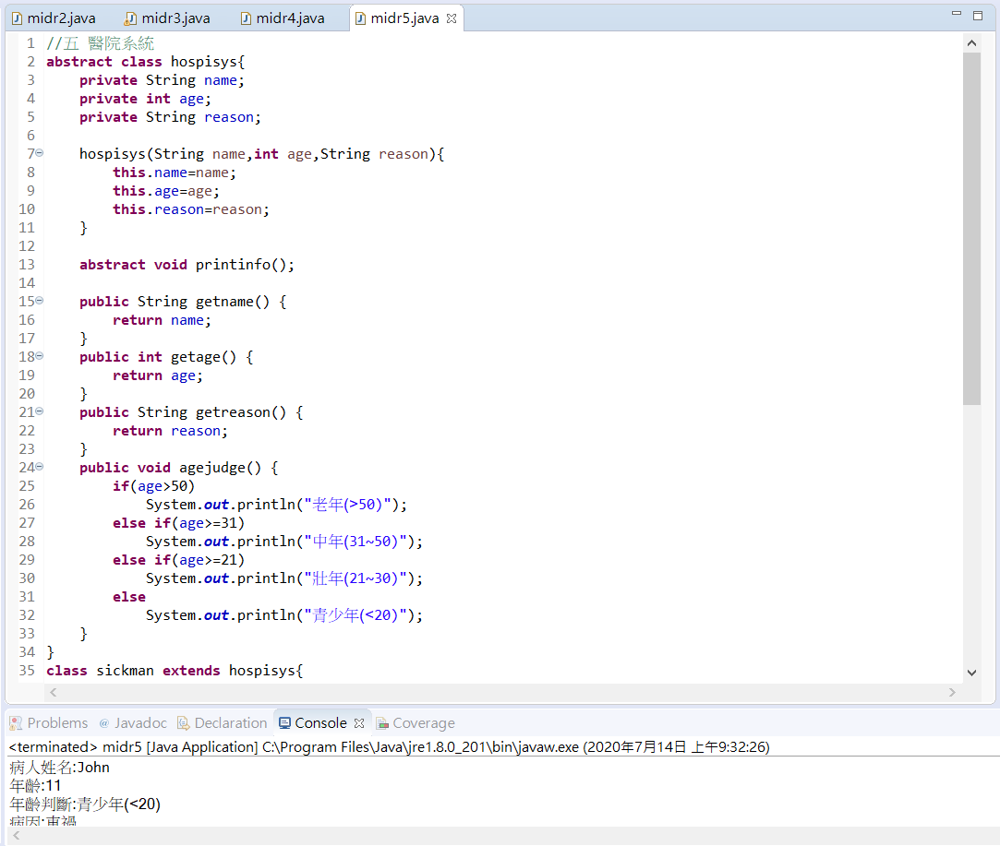 midr2.java midr3.java midr4.java midr5.java
1 //五 醫院系統
2 abstract class hospisys{
3 private String name;
4 private int age;
5 private String reason;
6
7 hospisys(String name,int age,String reason){
8 this.name=name;
9 this.age=age;
10 this.reason=reason;
11 }
12
13 abstract void printinfo();
14
15 public String getname() {
16 return name;
17 }
18 public int getage() {
19 return age;
20 }
21 public String getreason() {
22 return reason;
23 }
24 public void agejudge() {
25 if(age>50)
26 System.out.println("老年(>50)");
27 else if(age>=31)
28 System.out.println("中年(31~50)");
29 else if(age>=21)
30 System.out.println("壯年(21~30)");
31 else
32 System.out.println("青少年(<20)");
33 }
34 }
35 class sickman extends hospisys{
Problems @ Javadoc Declaration Console Coverage
<terminated> midr5 [Java Application] C:\Program Files\Java\jre1.8.0_201\bin\javaw.exe (2020年7月14日 上午9:32:26)
病人姓名:John
年齡:11
年齡判斷:青少年(<20)
病因:車禍